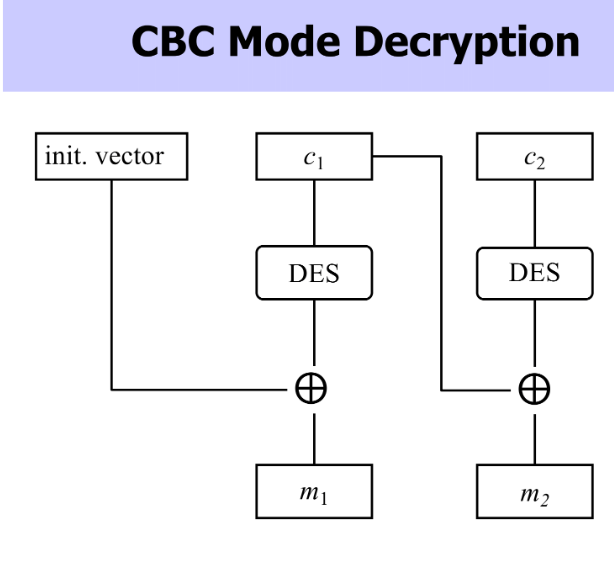 CBC Mode Decryption
init. vector
c₁
c₂
DES
DES
⊕
⊕
m₁
m₂